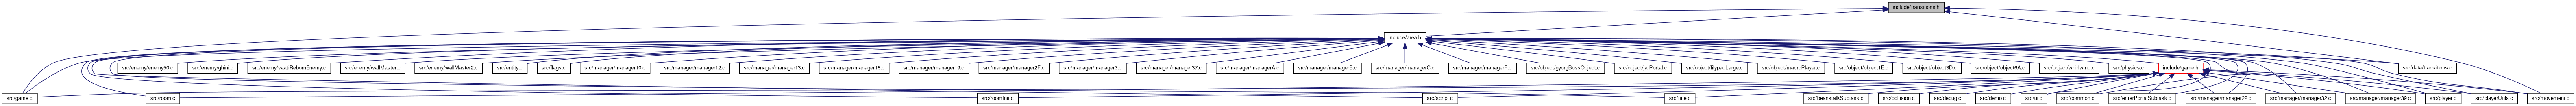 include/transitions.h
include/area.h
src/enemy/enemy50.c
src/enemy/ghini.c
src/enemy/vaatiRebornEnemy.c
src/enemy/wallMaster.c
src/enemy/wallMaster2.c
src/entity.c
src/flags.c
src/manager/manager10.c
src/manager/manager12.c
src/manager/manager13.c
src/manager/manager18.c
src/manager/manager19.c
src/manager/manager2F.c
src/manager/manager3.c
src/manager/manager37.c
src/manager/managerA.c
src/manager/managerB.c
src/manager/managerC.c
src/manager/managerF.c
src/object/gyorgBossObject.c
src/object/jarPortal.c
src/object/lilypadLarge.c
src/object/macroPlayer.c
src/object/object1E.c
src/object/object3D.c
src/object/object6A.c
src/object/whirlwind.c
src/physics.c
include/game.h
src/data/transitions.c
src/game.c
src/room.c
src/roomInit.c
src/script.c
src/title.c
src/beanstalkSubtask.c
src/collision.c
src/debug.c
src/demo.c
src/ui.c
src/common.c
src/enterPortalSubtask.c
src/manager/manager22.c
src/manager/manager32.c
src/manager/manager39.c
src/player.c
src/playerUtils.c
src/movement.c